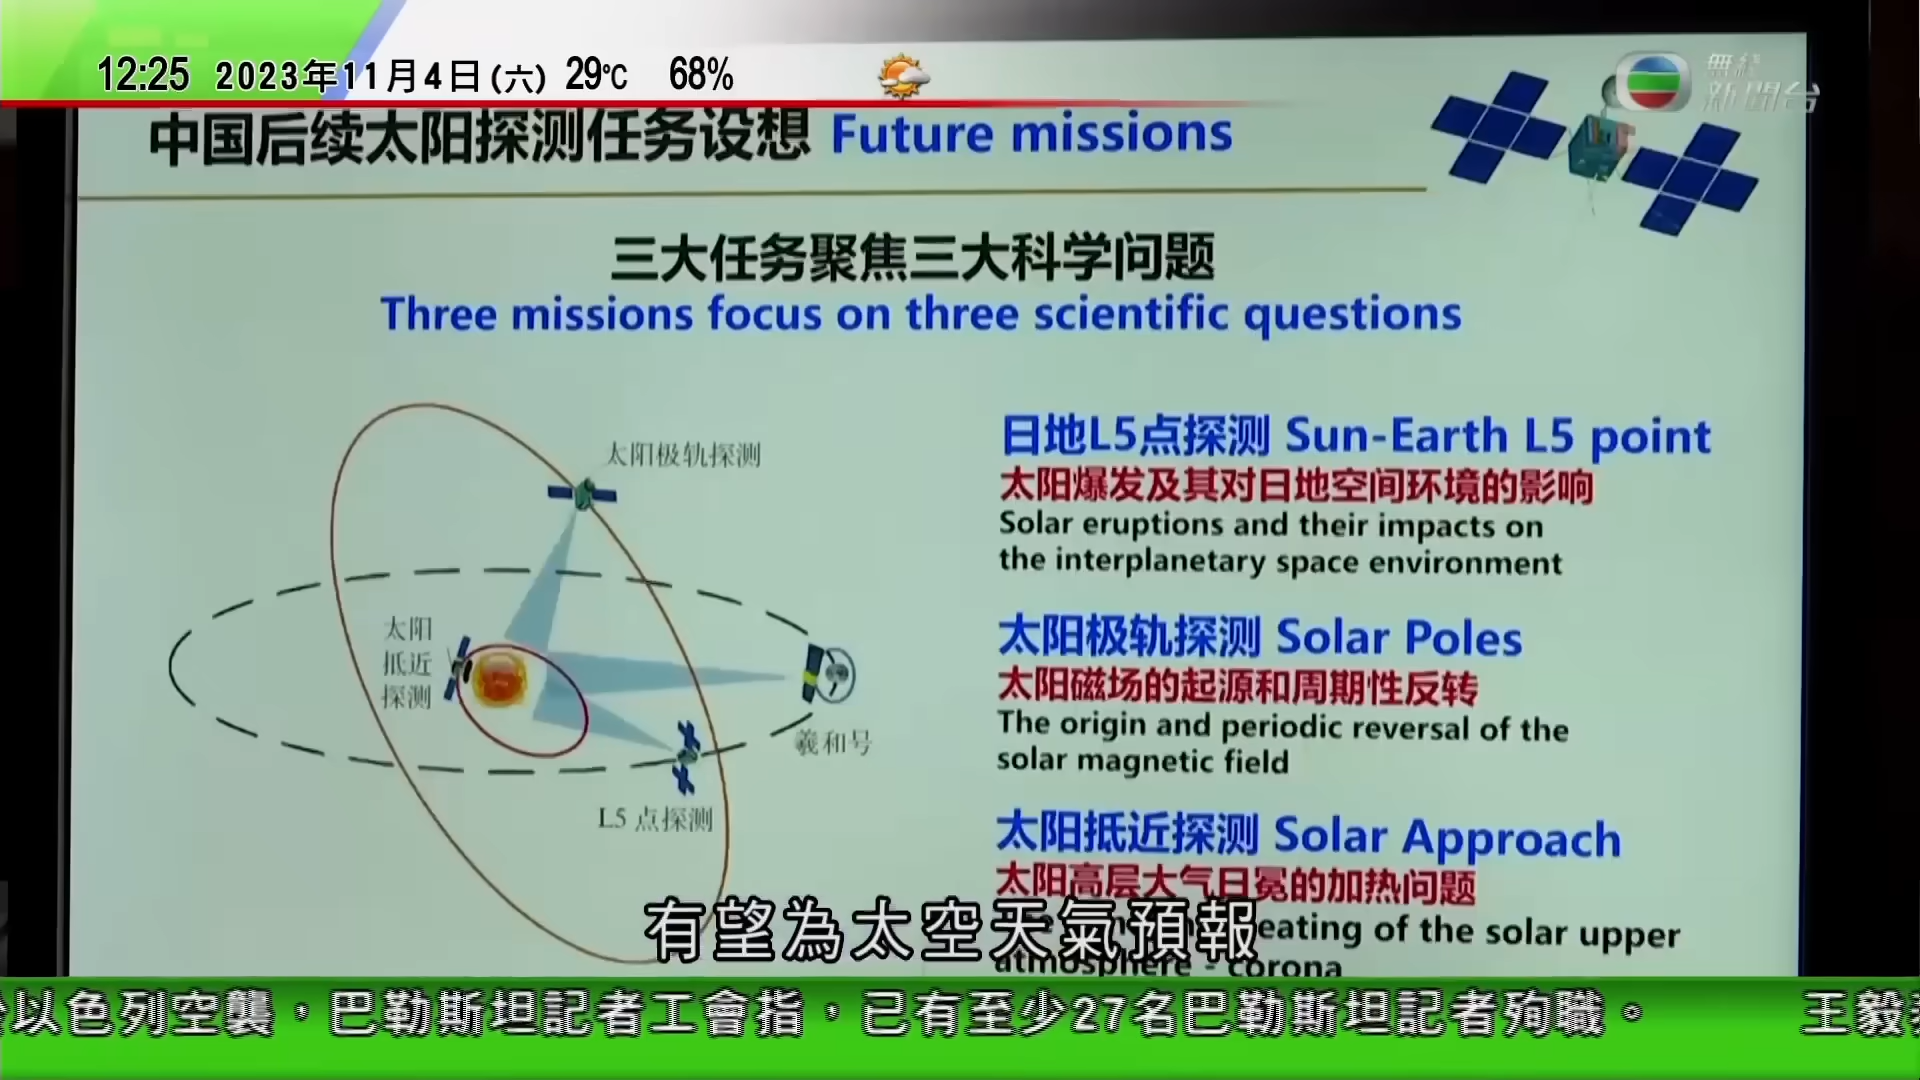 12:25 2023年11月4日(六) 29℃ 68%
無綫
新聞台
中国后续太阳探测任务设想 Future missions
三大任务聚焦三大科学问题
Three missions focus on three scientific questions
太阳极轨探测
太阳
抵近
探测
羲和号
L5 点探测
日地L5点探测 Sun-Earth L5 point
太阳爆发及其对日地空间环境的影响
Solar eruptions and their impacts on
the interplanetary space environment
太阳极轨探测 Solar Poles
太阳磁场的起源和周期性反转
The origin and periodic reversal of the
solar magnetic field
太阳抵近探测 Solar Approach
太阳高层大气日冕的加热问题
eating of the solar upper
atmosphere - corona
有望為太空天氣預報
以色列空襲，巴勒斯坦記者工會指，已有至少27名巴勒斯坦記者殉職。 王毅